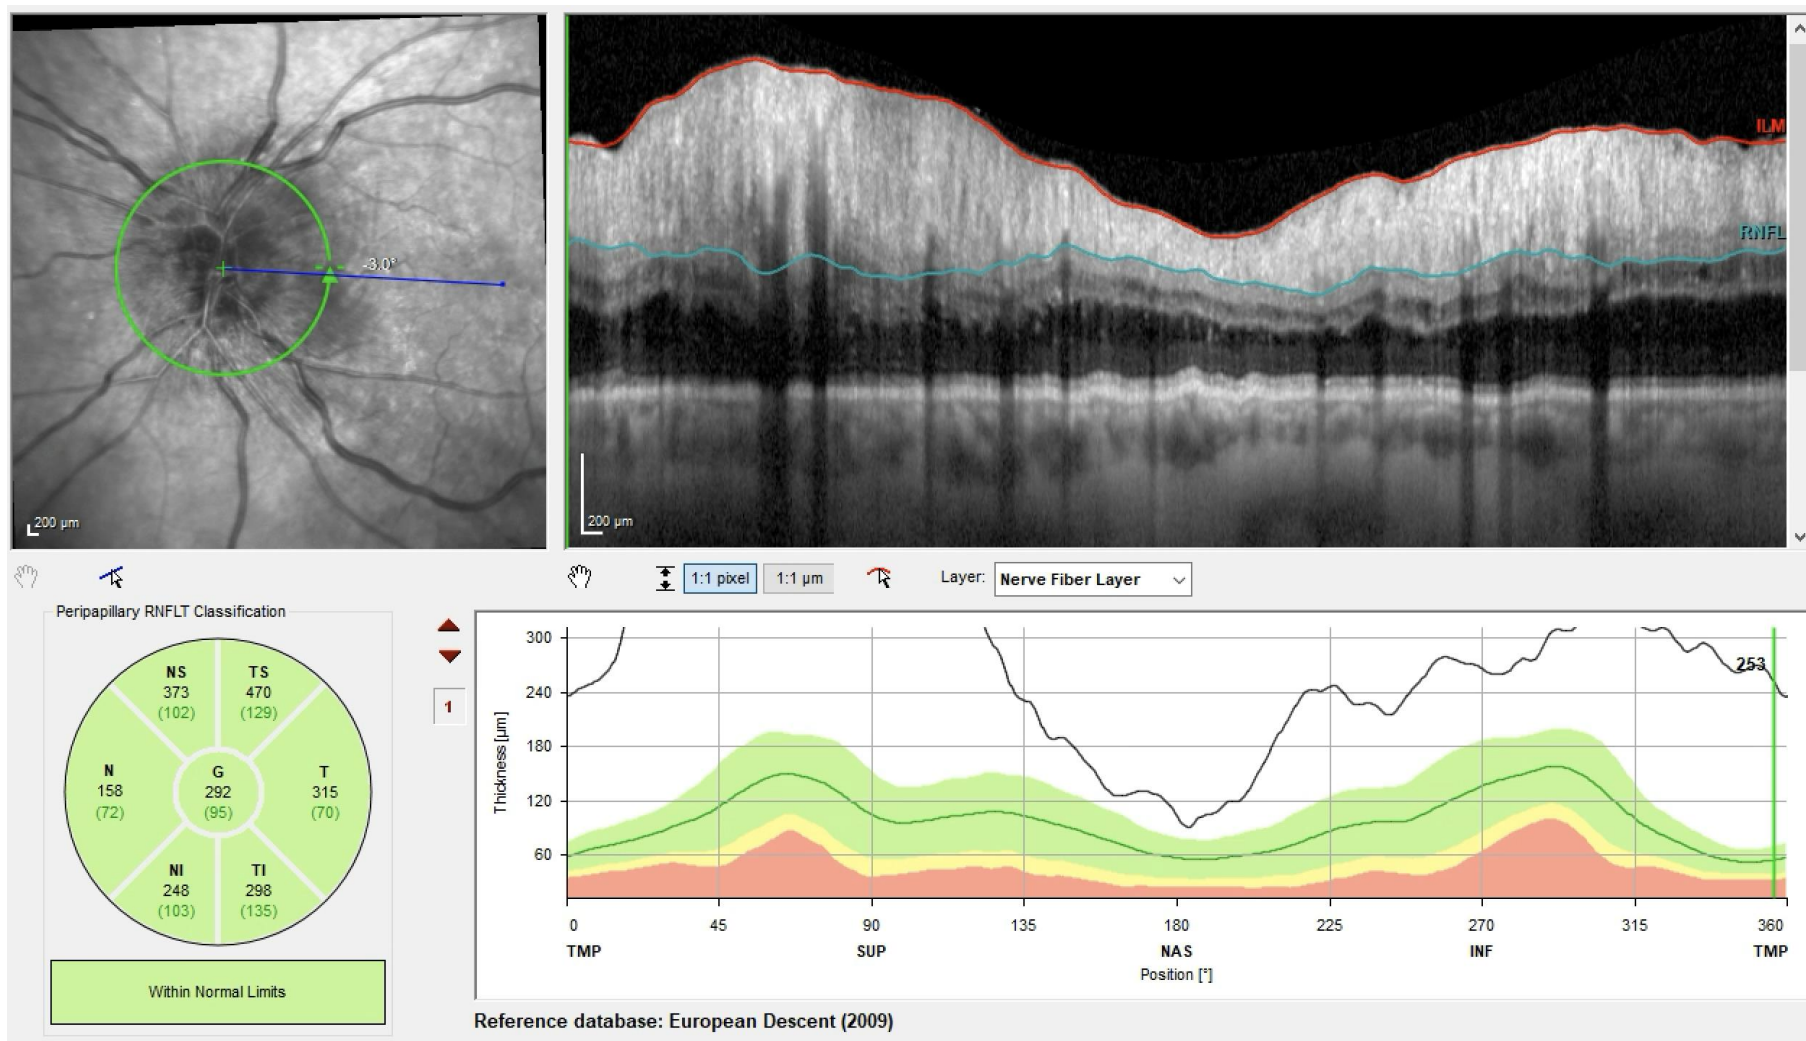 -3.0°
200 µm
ILM
RNFL
200 µm
1:1 pixel
1:1 µm
Layer:
Nerve Fiber Layer
Peripapillary RNFLT Classification
NS
373
(102)
TS
470
(129)
N
158
(72)
G
292
(95)
T
315
(70)
NI
248
(103)
TI
298
(135)
Within Normal Limits
1
Thickness [µm]
300
240
180
120
60
253
0 45 90 135 180 225 270 315 360
TMP SUP NAS INF TMP
Position [°]
Reference database: European Descent (2009)